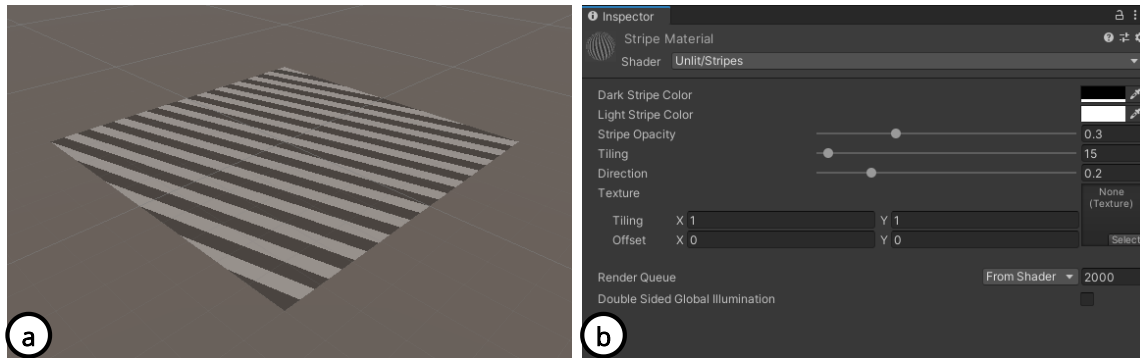 Inspector
Stripe Material
Shader Unlit/Stripes
Dark Stripe Color
Light Stripe Color
Stripe Opacity 0.3
Tiling 15
Direction 0.2
Texture None
(Texture)
Tiling X 1 Y 1
Offset X 0 Y 0 Select
Render Queue From Shader 2000
Double Sided Global Illumination
a b